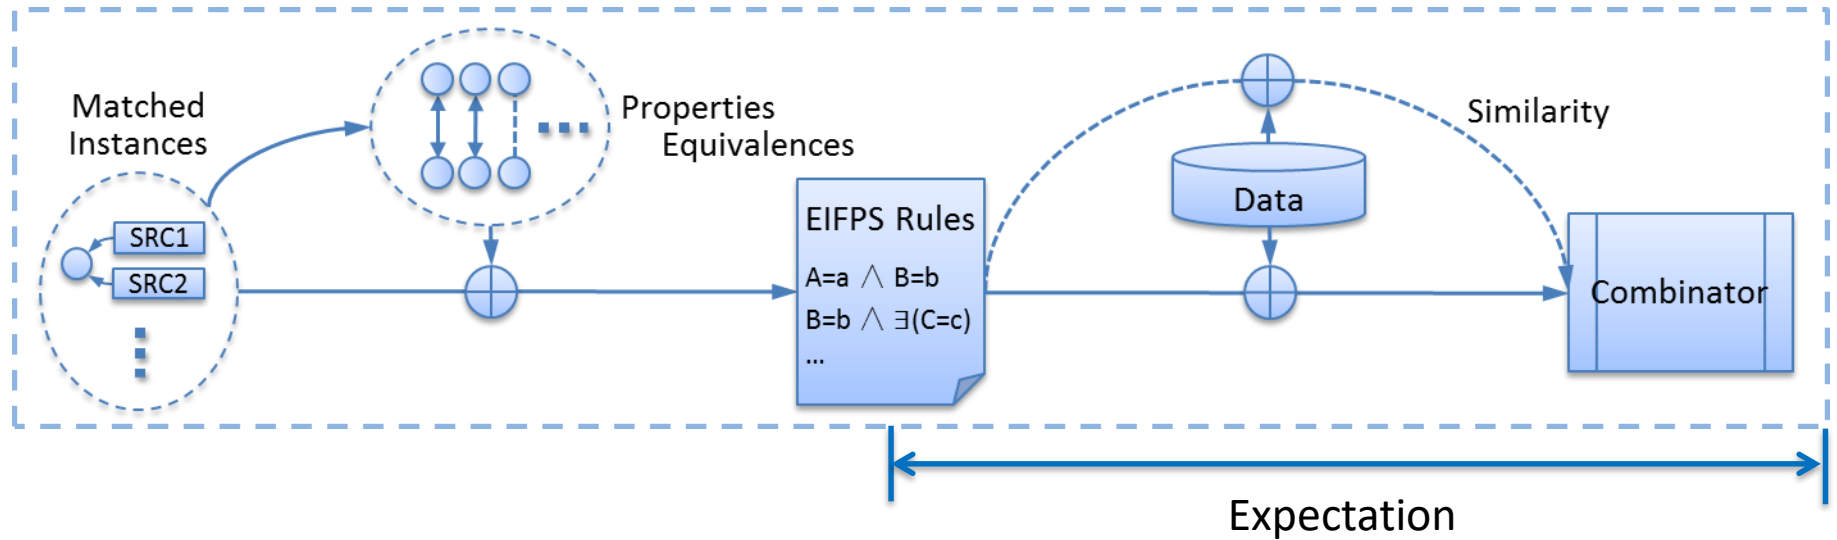 Matched
Instances
SRC1
SRC2
Properties
Equivalences
EIFPS Rules
A=a ∧ B=b
B=b ∧ ∃(C=c)
...
Similarity
Data
Combinator
Expectation